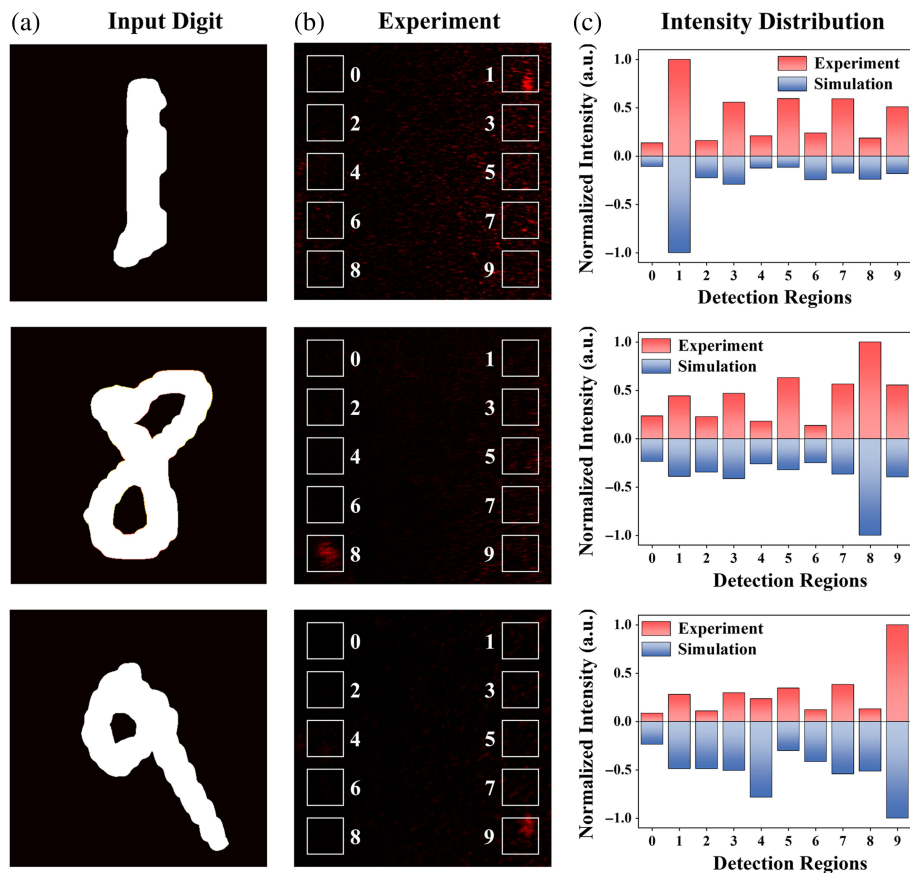 (a) Input Digit (b) Experiment (c) Intensity Distribution
0 1
2 3
4 5
6 7
8 9
Normalized Intensity (a.u.)
1.0
0.5
0.0
−0.5
−1.0
Experiment
Simulation
0 1 2 3 4 5 6 7 8 9
Detection Regions
0 1
2 3
4 5
6 7
8 9
Normalized Intensity (a.u.)
1.0
0.5
0.0
−0.5
−1.0
Experiment
Simulation
0 1 2 3 4 5 6 7 8 9
Detection Regions
0 1
2 3
4 5
6 7
8 9
Normalized Intensity (a.u.)
1.0
0.5
0.0
−0.5
−1.0
Experiment
Simulation
0 1 2 3 4 5 6 7 8 9
Detection Regions